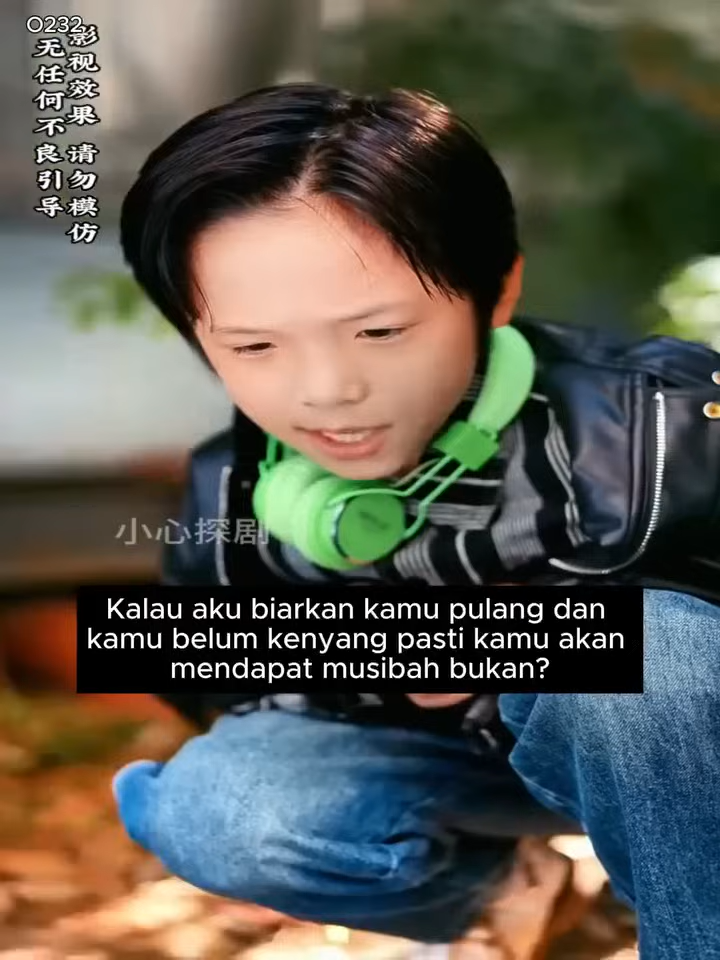 O232
影视效果 请勿模仿
无任何不良引导
小心探剧
Kalau aku biarkan kamu pulang dan
kamu belum kenyang pasti kamu akan
mendapat musibah bukan?